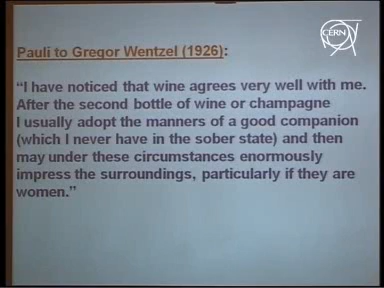 CERN
Pauli to Gregor Wentzel (1926):
“I have noticed that wine agrees very well with me.
After the second bottle of wine or champagne
I usually adopt the manners of a good companion
(which I never have in the sober state) and then
may under these circumstances enormously
impress the surroundings, particularly if they are
women.”